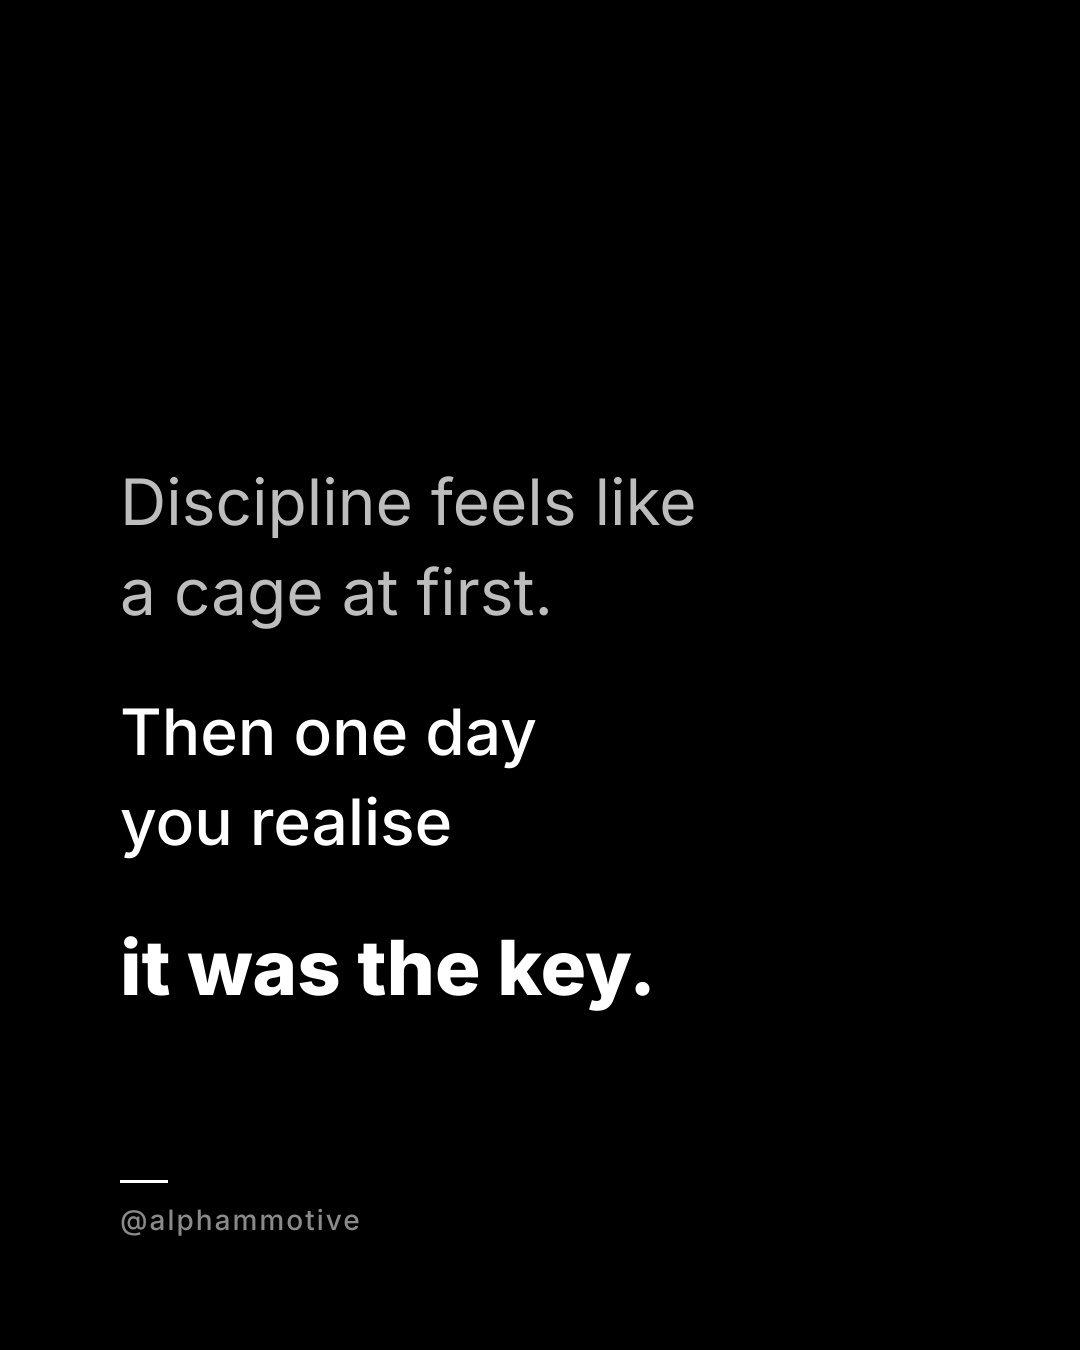 Discipline feels like
a cage at first.
Then one day
you realise
it was the key.
@alphammotive